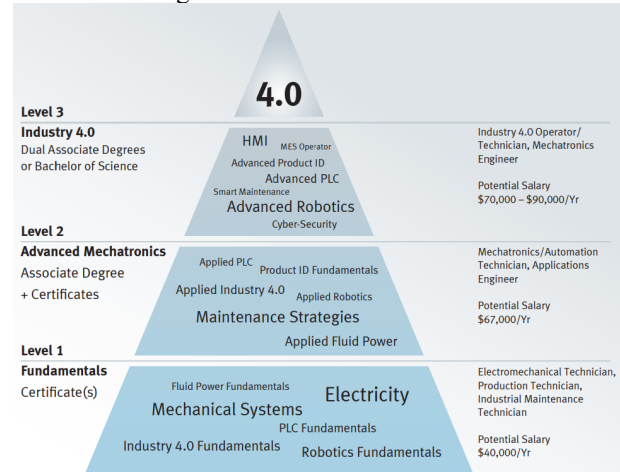 4.0
Level 3
Industry 4.0
Dual Associate Degrees
or Bachelor of Science
HMI
MES Operator
Advanced Product ID
Advanced PLC
Smart Maintenance
Advanced Robotics
Cyber-Security
Industry 4.0 Operator/
Technician, Mechatronics
Engineer
Potential Salary
$70,000 – $90,000/Yr
Level 2
Advanced Mechatronics
Associate Degree
+ Certificates
Applied PLC
Product ID Fundamentals
Applied Industry 4.0
Applied Robotics
Maintenance Strategies
Applied Fluid Power
Mechatronics/Automation
Technician, Applications
Engineer
Potential Salary
$67,000/Yr
Level 1
Fundamentals
Certificate(s)
Fluid Power Fundamentals
Electricity
Mechanical Systems
PLC Fundamentals
Industry 4.0 Fundamentals
Robotics Fundamentals
Electromechanical Technician,
Production Technician,
Industrial Maintenance
Technician
Potential Salary
$40,000/Yr